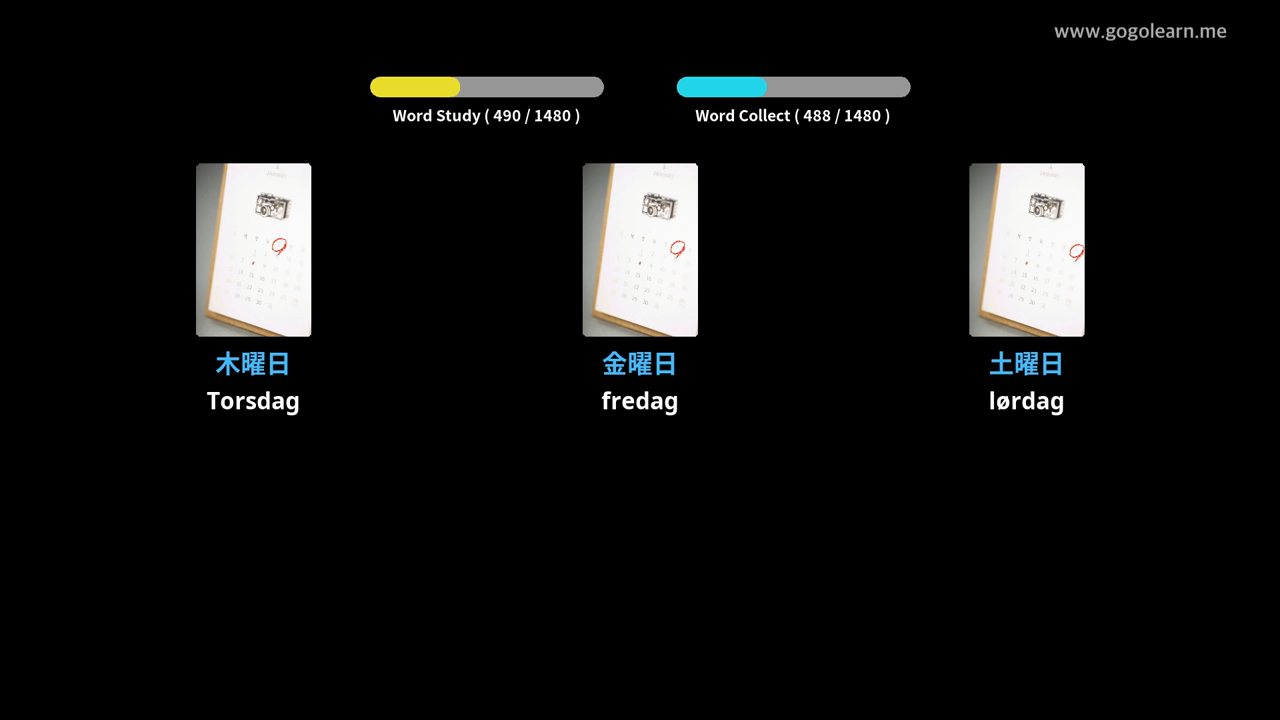 www.gogolearn.me
Word Study ( 490 / 1480 )
Word Collect ( 488 / 1480 )
木曜日
金曜日
土曜日
Torsdag
fredag
lørdag